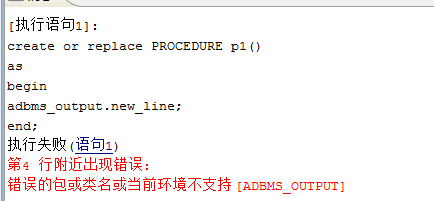 [执行语句1]:
create or replace PROCEDURE p1()
as
begin
adbms_output.new_line;
end;
执行失败(语句1)
第4 行附近出现错误:
错误的包或类名或当前环境不支持[ADBMS_OUTPUT]